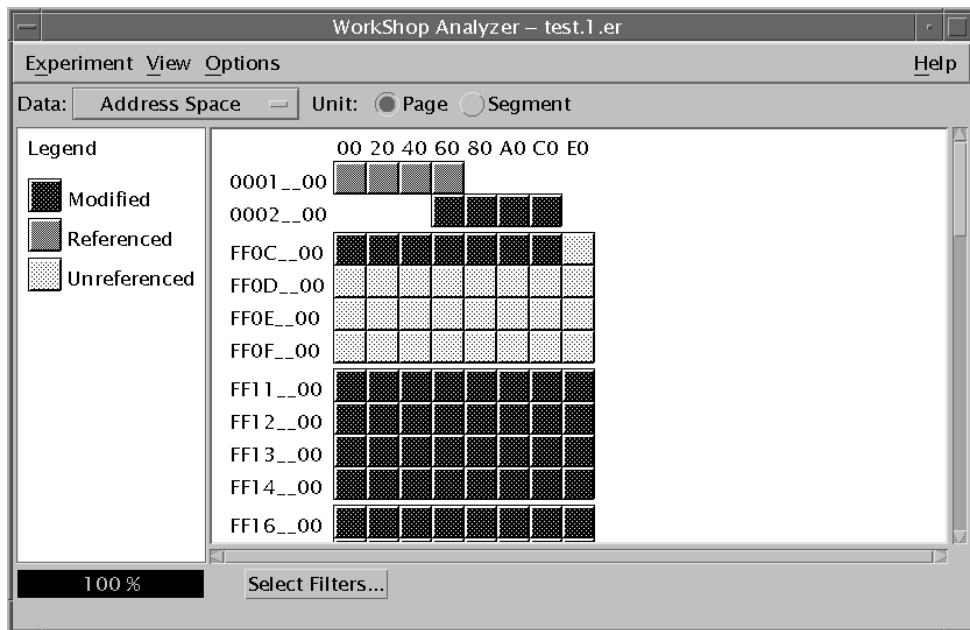 WorkShop Analyzer – test.1.er
Experiment View Options Help
Data: Address Space Unit: Page Segment
Legend
Modified
Referenced
Unreferenced
00 20 40 60 80 A0 C0 E0
0001__00
0002__00
FF0C__00
FF0D__00
FF0E__00
FF0F__00
FF11__00
FF12__00
FF13__00
FF14__00
FF16__00
100 % Select Filters...